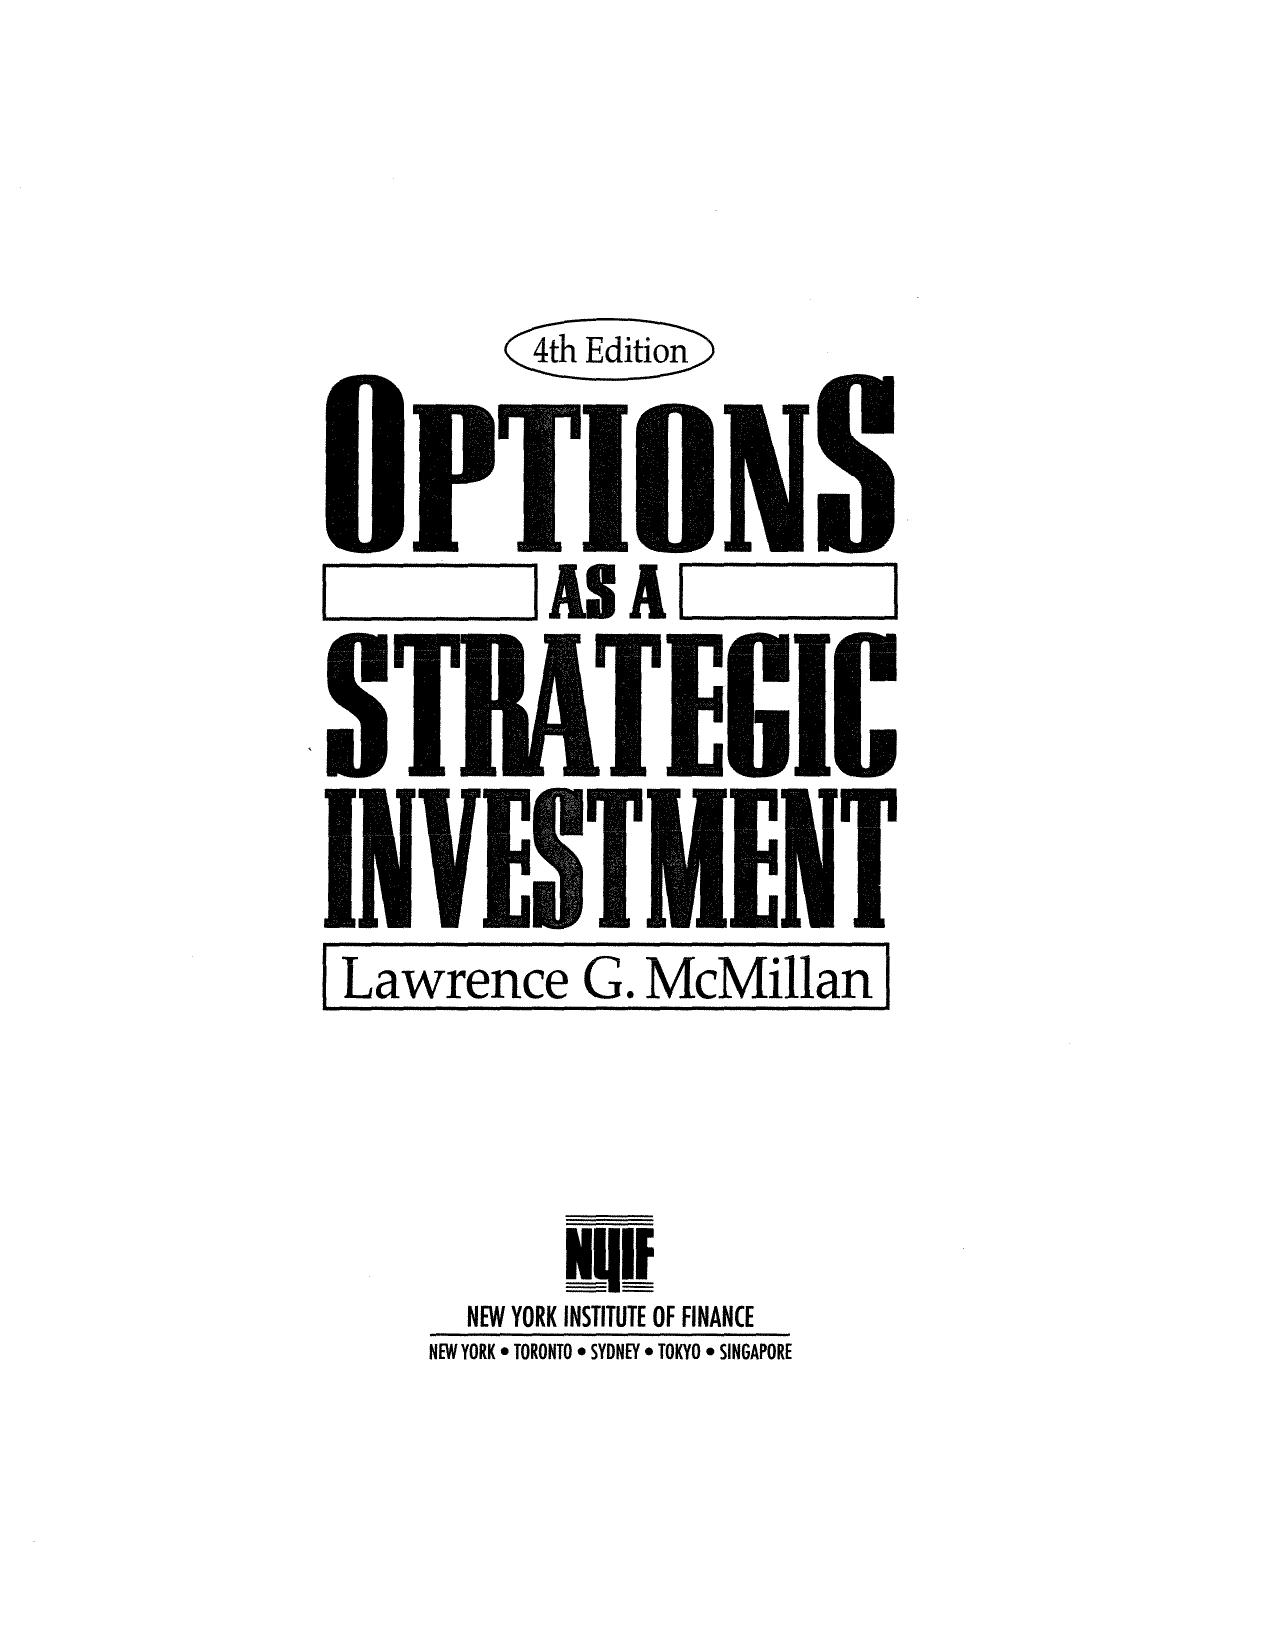 4th Edition
OPTIONS
AS A
STRATEGIC
INVESTMENT
Lawrence G. McMillan
NYIF
NEW YORK INSTITUTE OF FINANCE
NEW YORK • TORONTO • SYDNEY • TOKYO • SINGAPORE